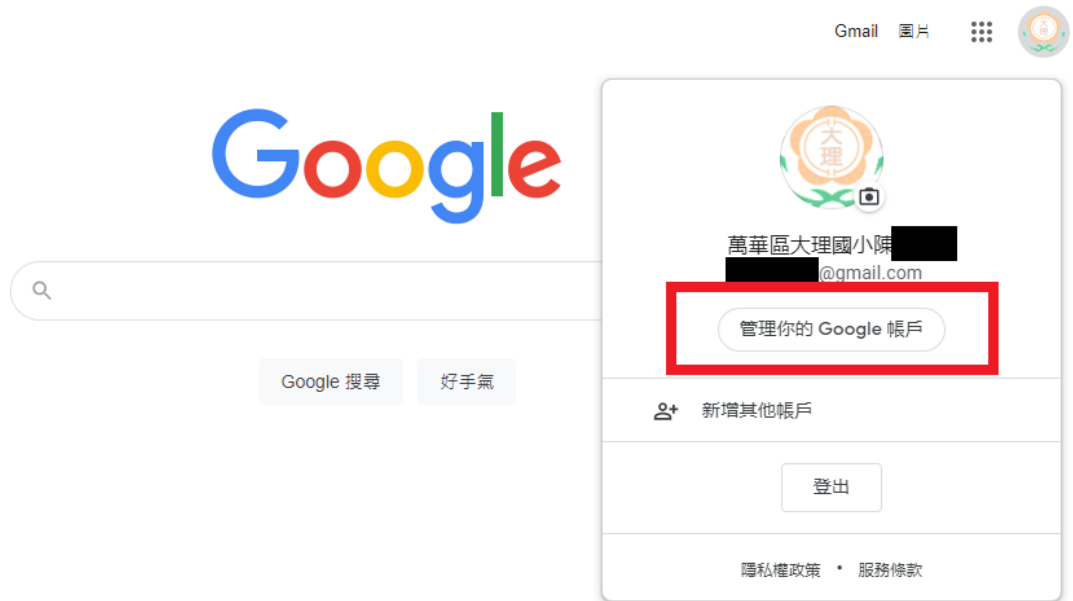 Gmail 圖片
大理
Google
大理
萬華區大理國小陳
@gmail.com
管理你的 Google 帳戶
Google 搜尋 好手氣
新增其他帳戶
登出
隱私權政策 • 服務條款